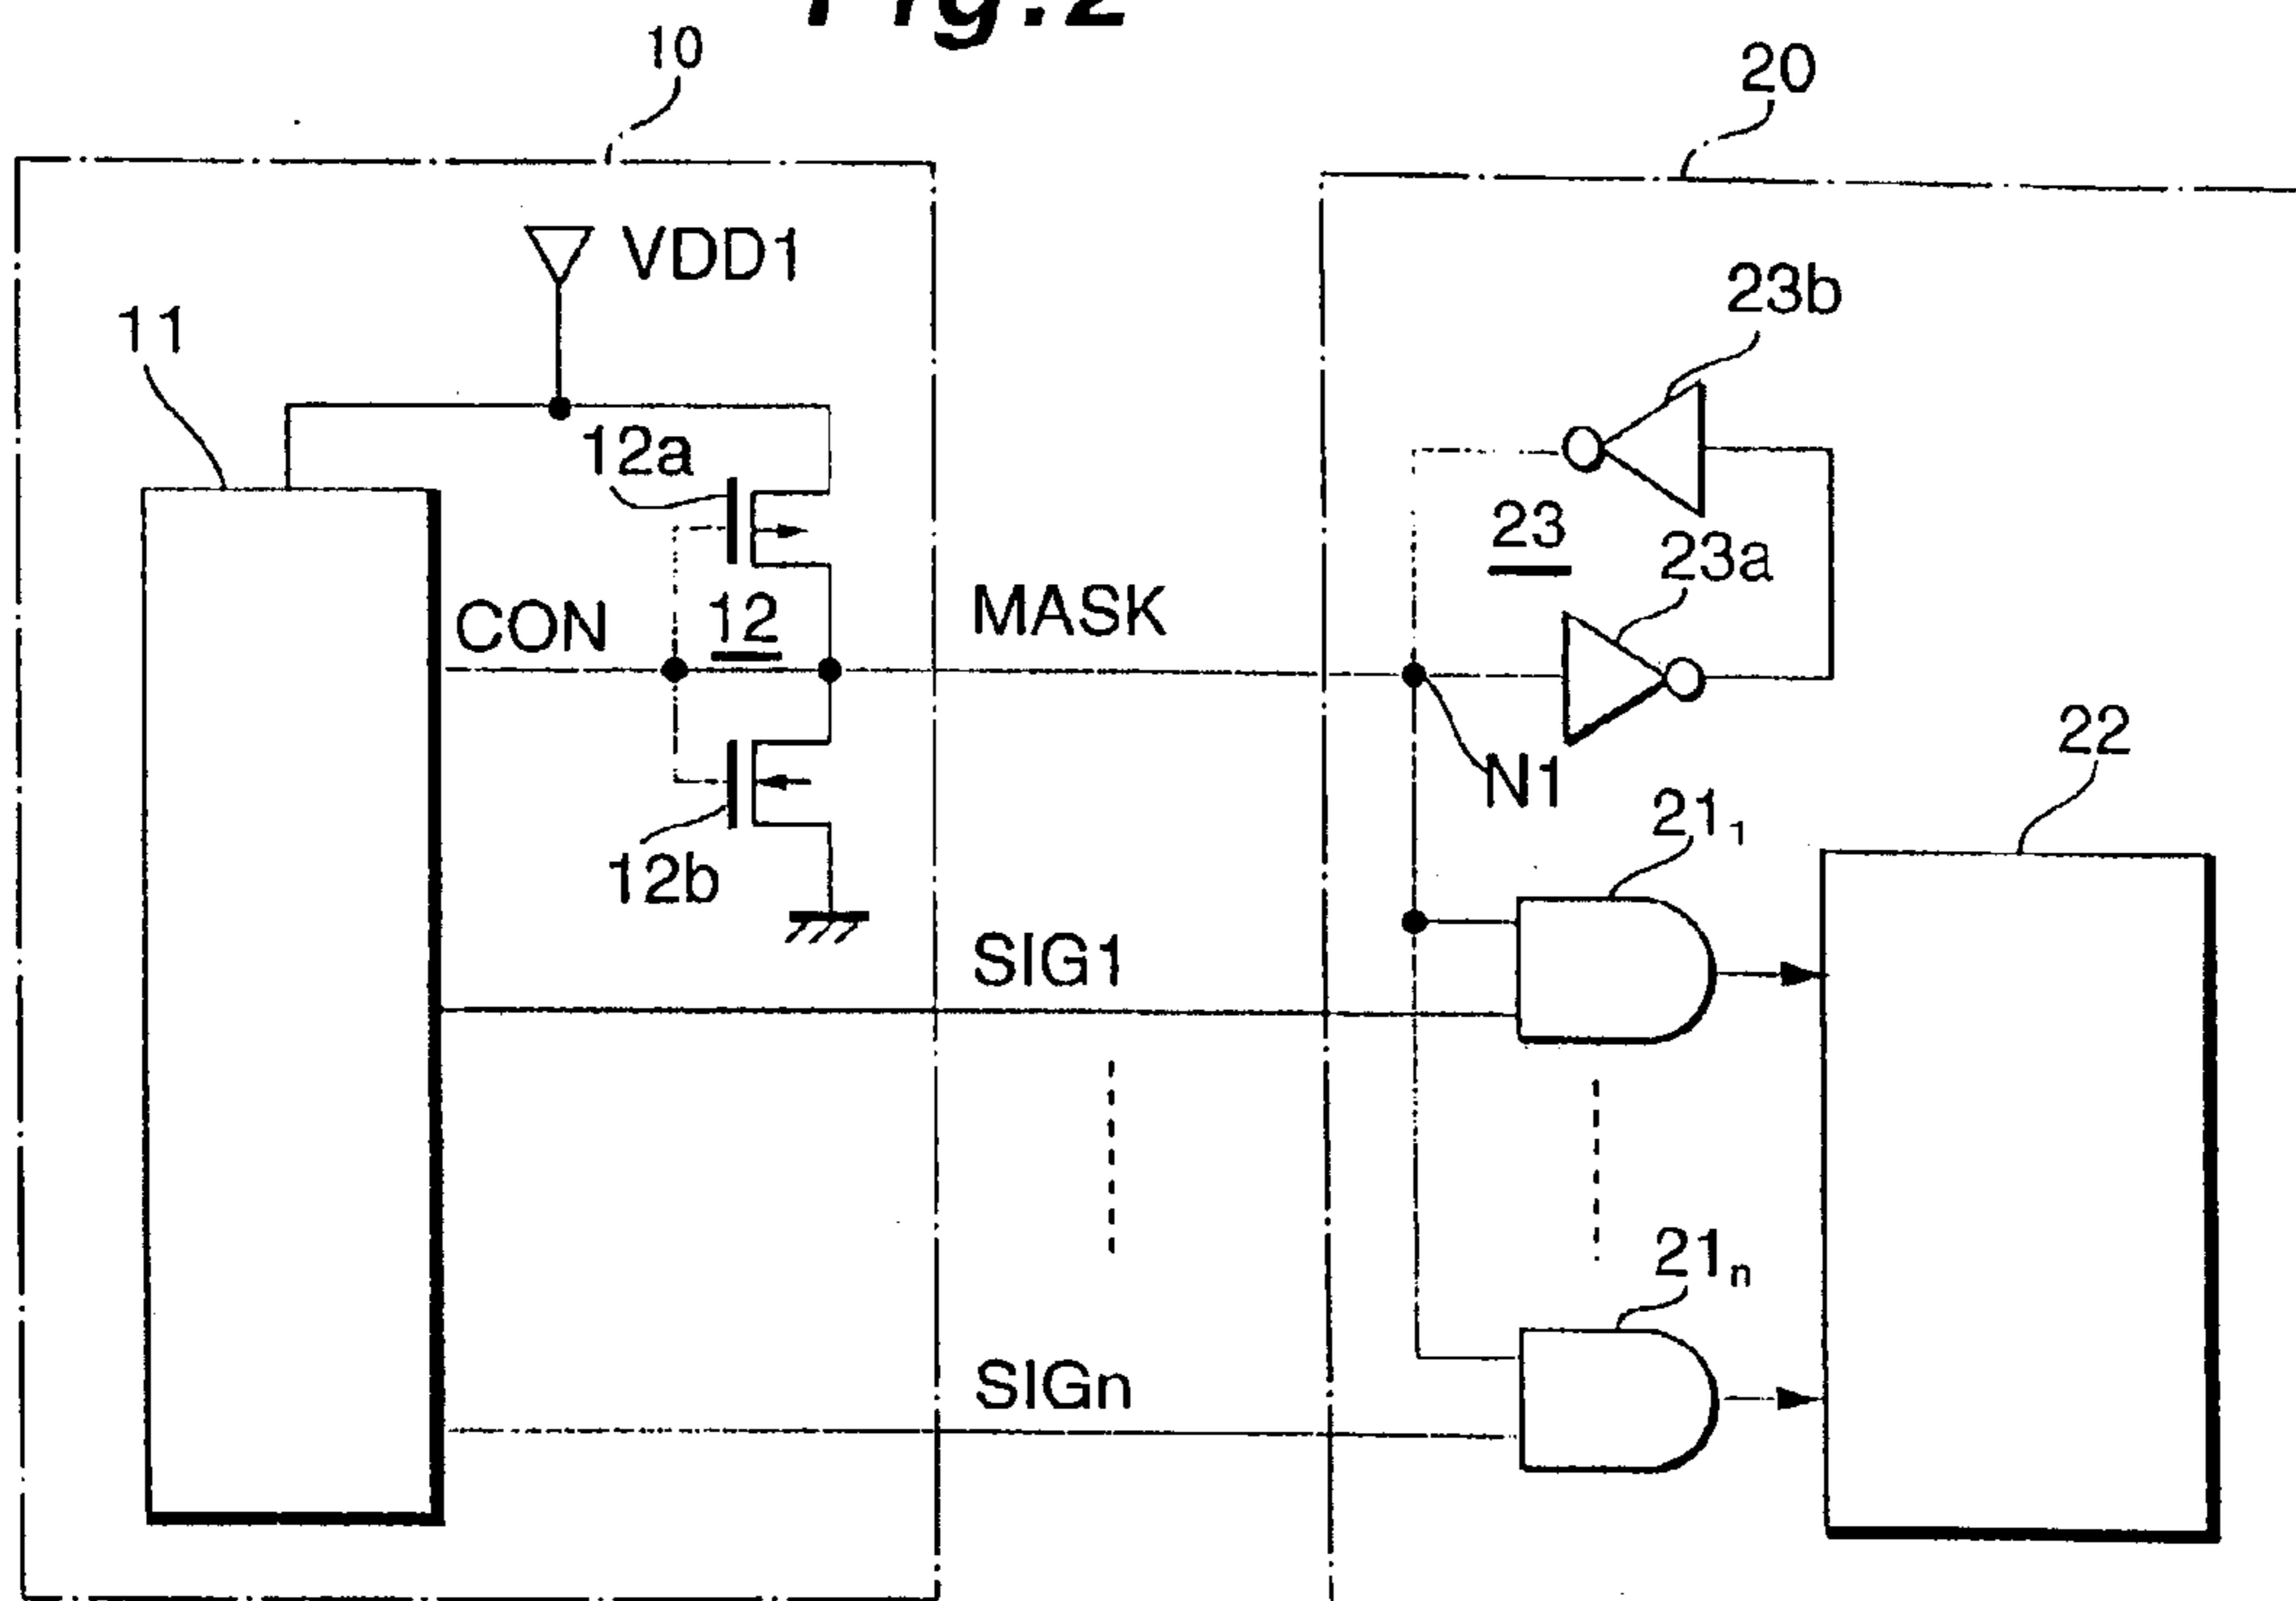 Fig.2
10
20
VDD1
11
23b
12a
23
23a
CON
12
MASK
N1
22
21₁
12b
SIG1
21ₙ
SIGn